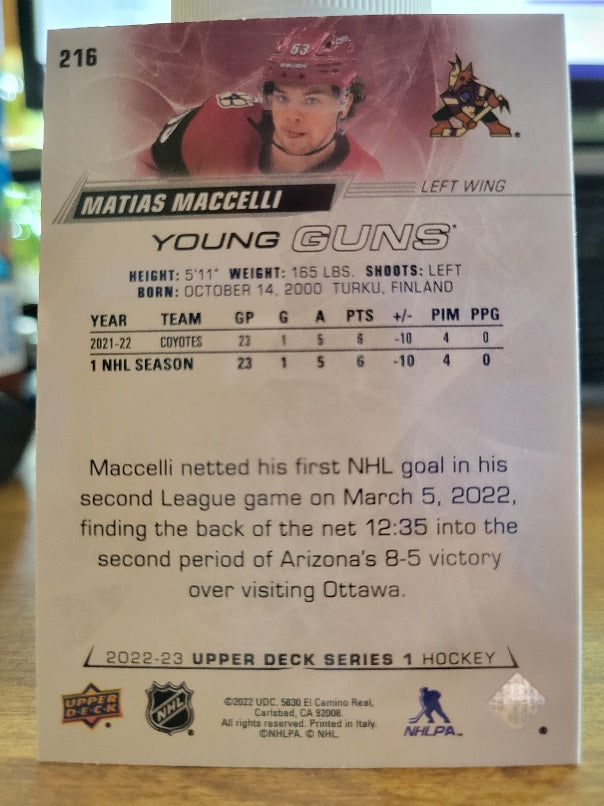 216
63
MATIAS MACCELLI
LEFT WING
YOUNG GUNS
HEIGHT: 5'11" WEIGHT: 165 LBS. SHOOTS: LEFT
BORN: OCTOBER 14, 2000 TURKU, FINLAND
YEAR TEAM GP G A PTS +/- PIM PPG
2021-22 COYOTES 23 1 5 6 -10 4 0
1 NHL SEASON 23 1 5 6 -10 4 0
Maccelli netted his first NHL goal in his
second League game on March 5, 2022,
finding the back of the net 12:35 into the
second period of Arizona's 8-5 victory
over visiting Ottawa.
2022-23 UPPER DECK SERIES 1 HOCKEY
UPPER DECK
NHL
©2022 UDC. 5830 El Camino Real,
Carlsbad, CA 92008.
All rights reserved. Printed in Italy.
©NHLPA. © NHL.
NHLPA™